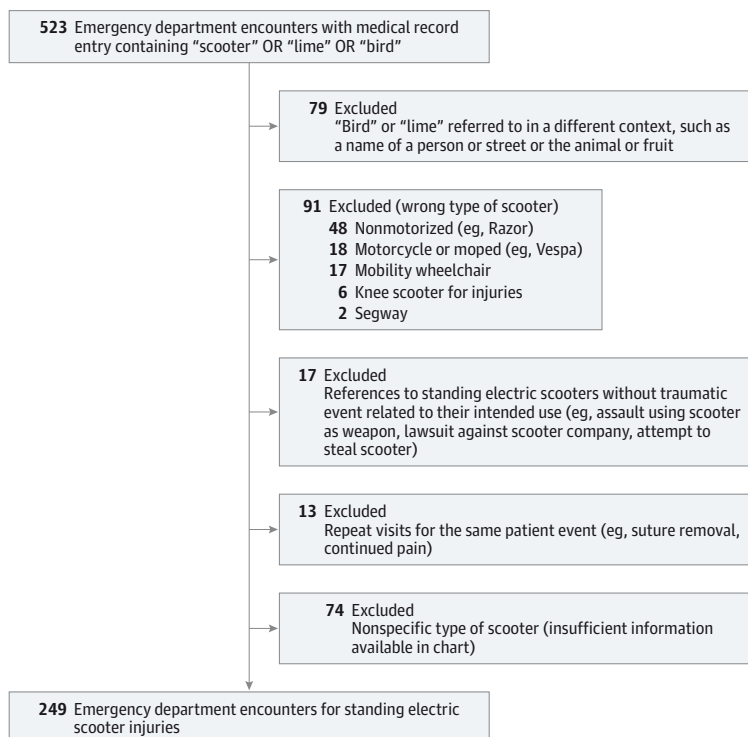 523 Emergency department encounters with medical record
entry containing “scooter” OR “lime” OR “bird”
79 Excluded
“Bird” or “lime” referred to in a different context, such as
a name of a person or street or the animal or fruit
91 Excluded (wrong type of scooter)
48 Nonmotorized (eg, Razor)
18 Motorcycle or moped (eg, Vespa)
17 Mobility wheelchair
6 Knee scooter for injuries
2 Segway
17 Excluded
References to standing electric scooters without traumatic
event related to their intended use (eg, assault using scooter
as weapon, lawsuit against scooter company, attempt to
steal scooter)
13 Excluded
Repeat visits for the same patient event (eg, suture removal,
continued pain)
74 Excluded
Nonspecific type of scooter (insufficient information
available in chart)
249 Emergency department encounters for standing electric
scooter injuries